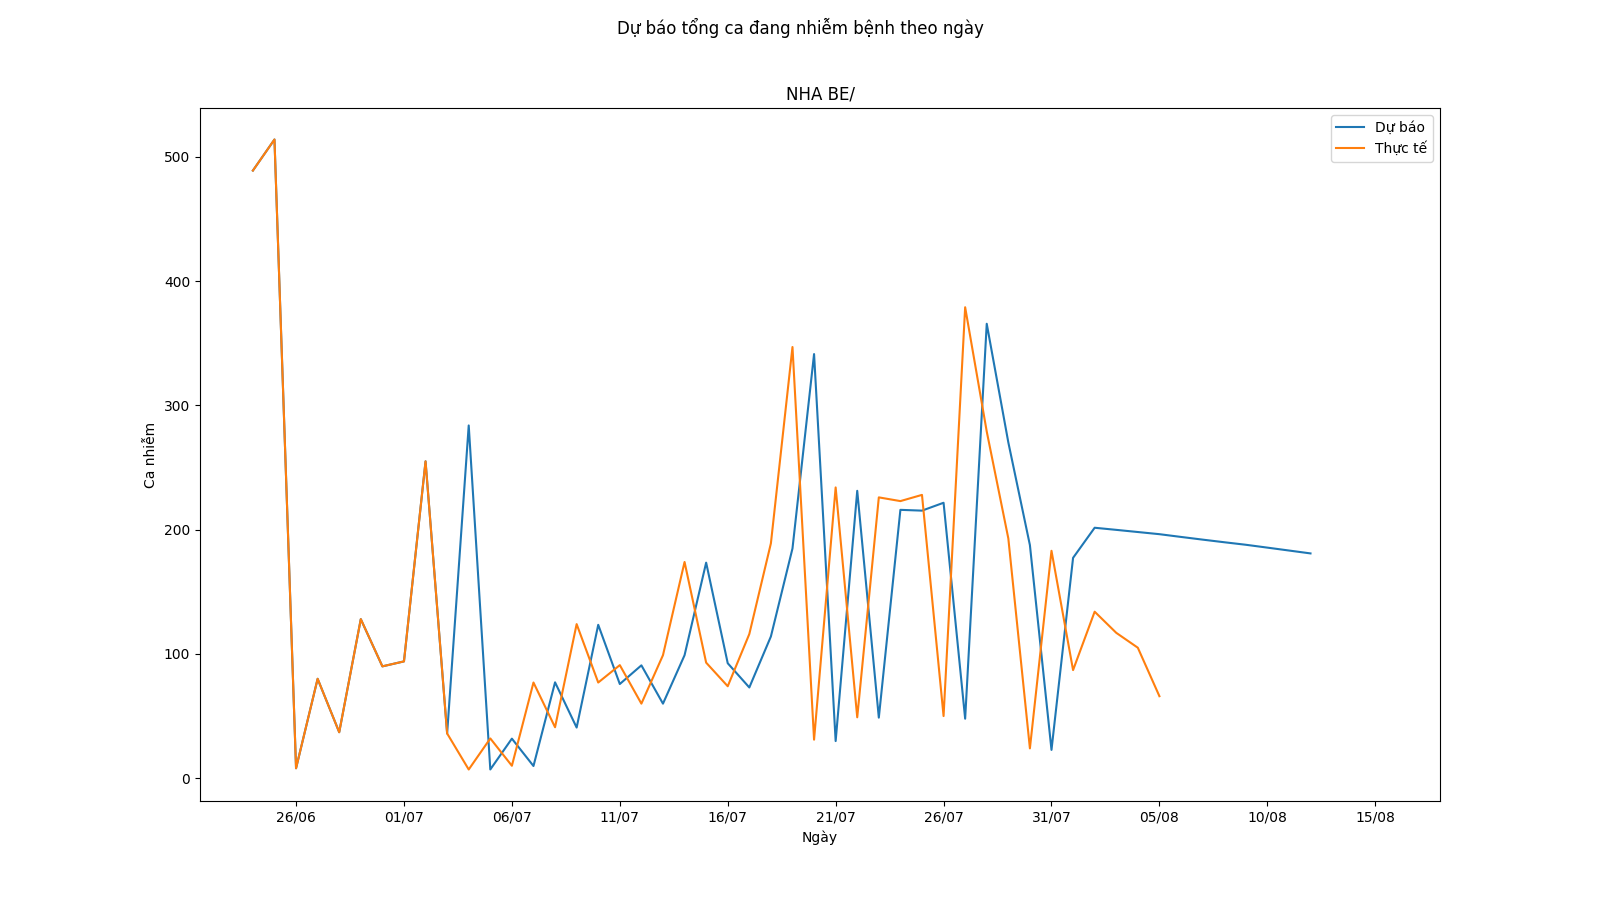 Dự báo tổng ca đang nhiễm bệnh theo ngày
NHA BE/
Dự báo
Thực tế
500
400
300
200
100
0
Ca nhiễm
26/06
01/07
06/07
11/07
16/07
21/07
26/07
31/07
05/08
10/08
15/08
Ngày